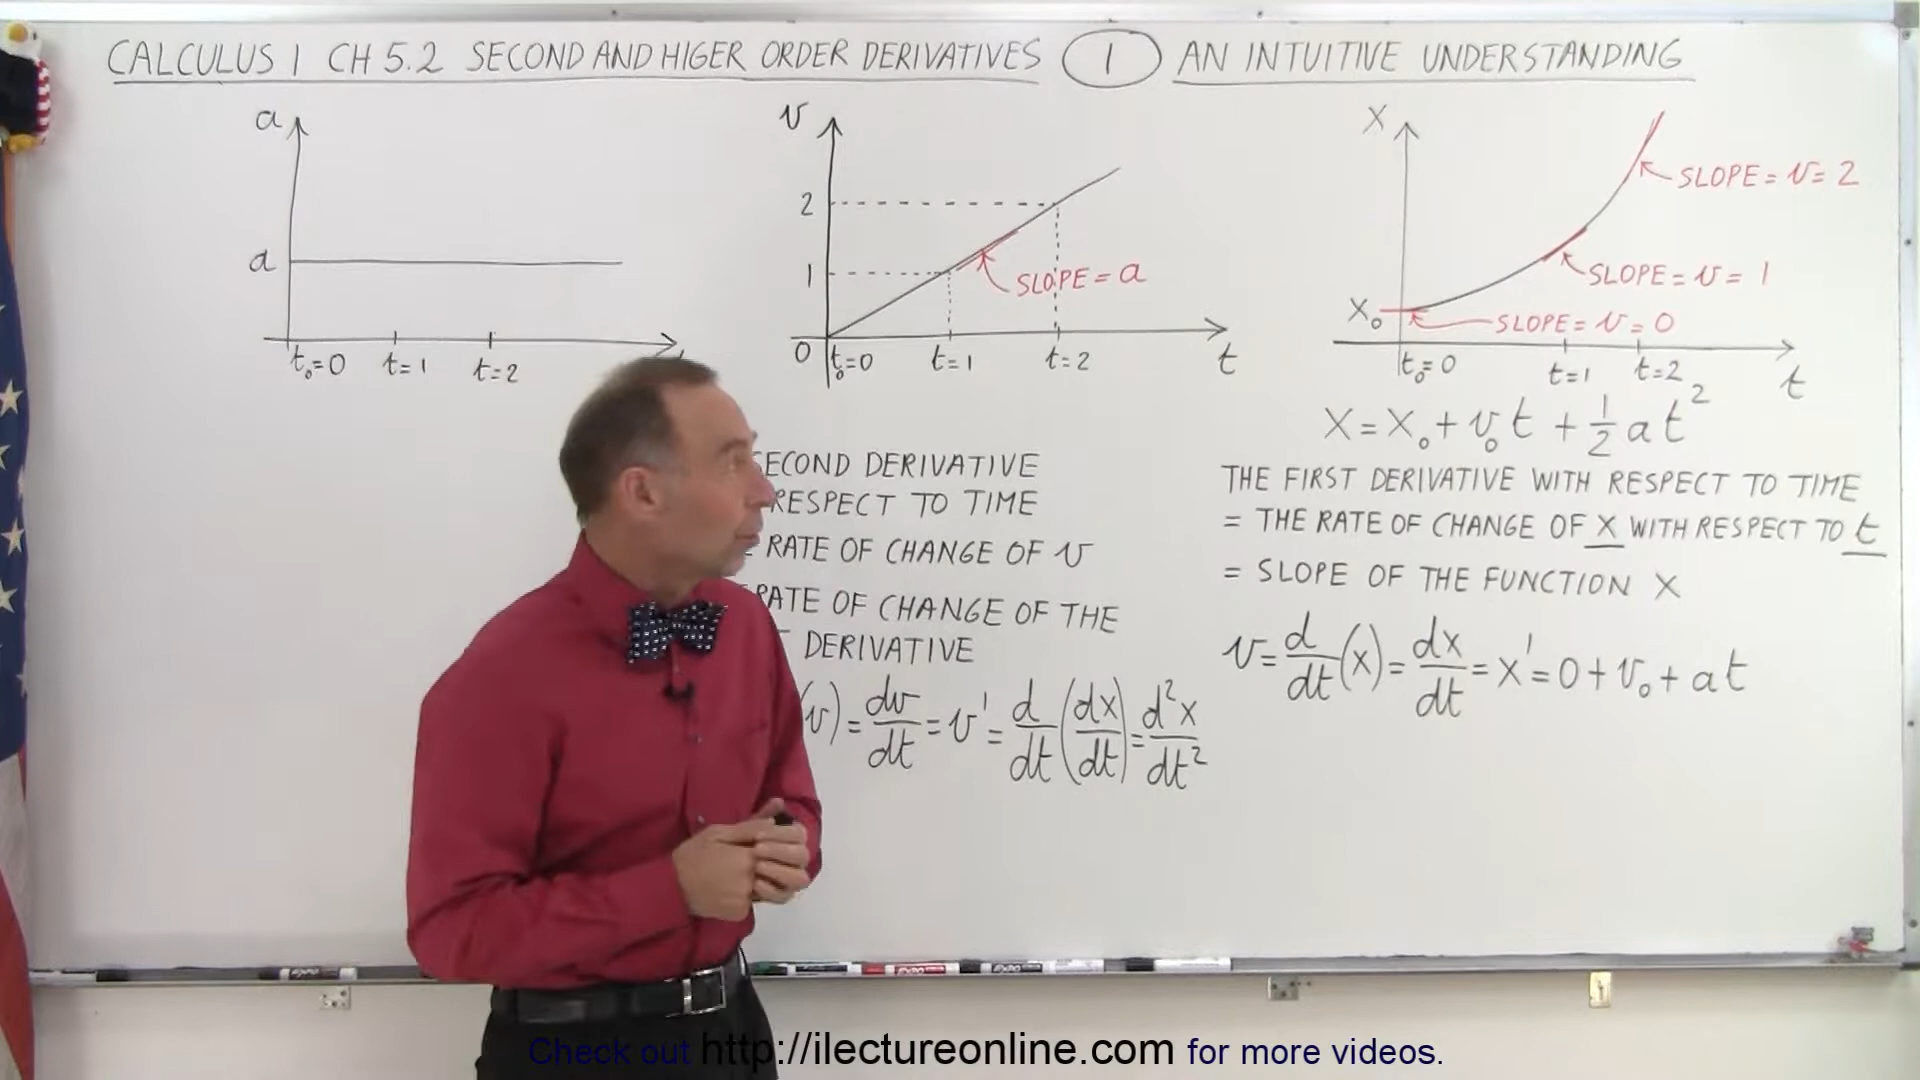 CALCULUS 1 CH 5.2 SECOND AND HIGER ORDER DERIVATIVES 1 AN INTUITIVE UNDERSTANDING
a
a
t₀=0 t=1 t=2
v
2
1
SLOPE = a
0 t₀=0 t=1 t=2 t
X
SLOPE = v = 2
SLOPE = v = 1
X₀
SLOPE = v = 0
t₀=0 t=1 t=2 t
X = X₀ + v₀t + 1/2 at²
SECOND DERIVATIVE
RESPECT TO TIME
RATE OF CHANGE OF v
RATE OF CHANGE OF THE
DERIVATIVE
(v) = dv/dt = v' = d/dt (dx/dt) = d²x/dt²
THE FIRST DERIVATIVE WITH RESPECT TO TIME
= THE RATE OF CHANGE OF X WITH RESPECT TO t
= SLOPE OF THE FUNCTION X
v = d/dt (x) = dx/dt = x' = 0 + v₀ + at
Check out http://ilectureonline.com for more videos.